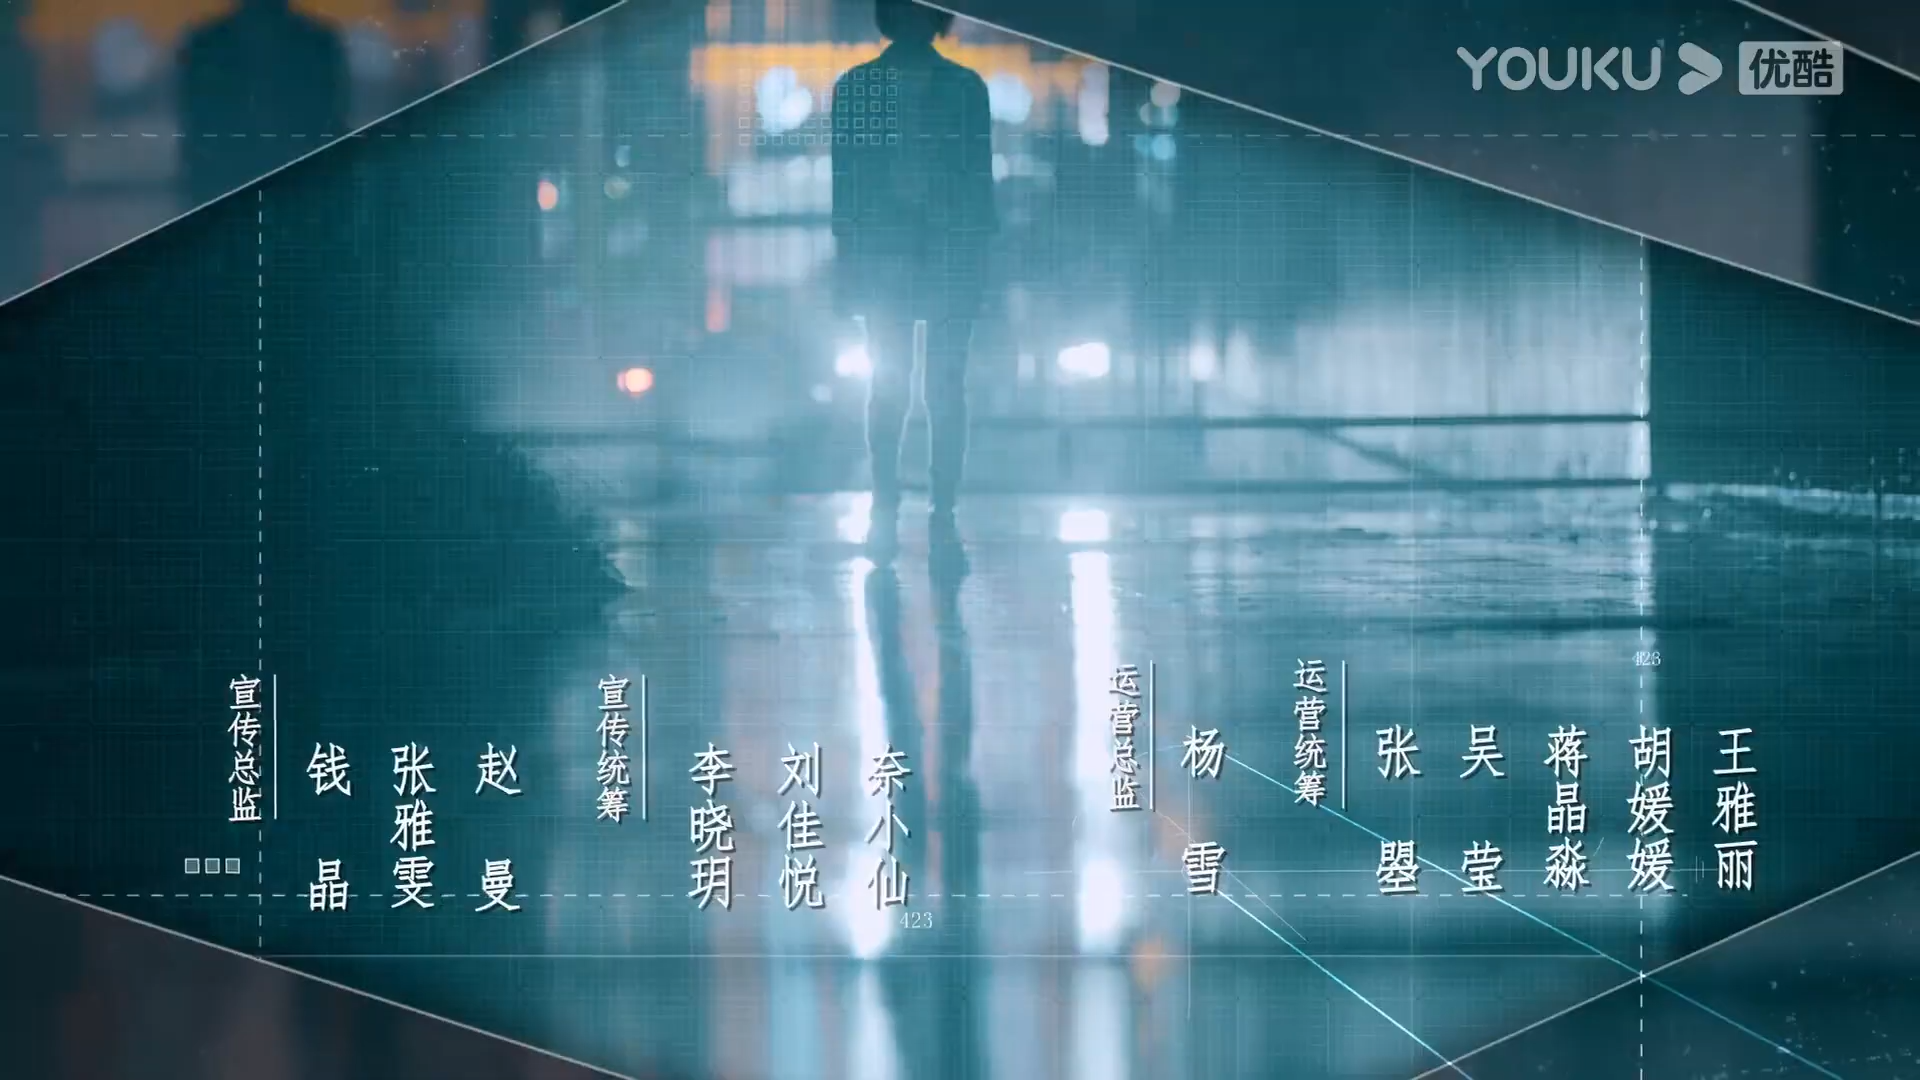 YOUKU 优酷
宣传总监
钱晶
张雅雯
赵曼
宣传统筹
李晓玥
刘佳悦
奈小仙
运营总监
杨雪
运营统筹
张曌
吴莹
蒋晶淼
胡媛媛
王雅丽
423
423